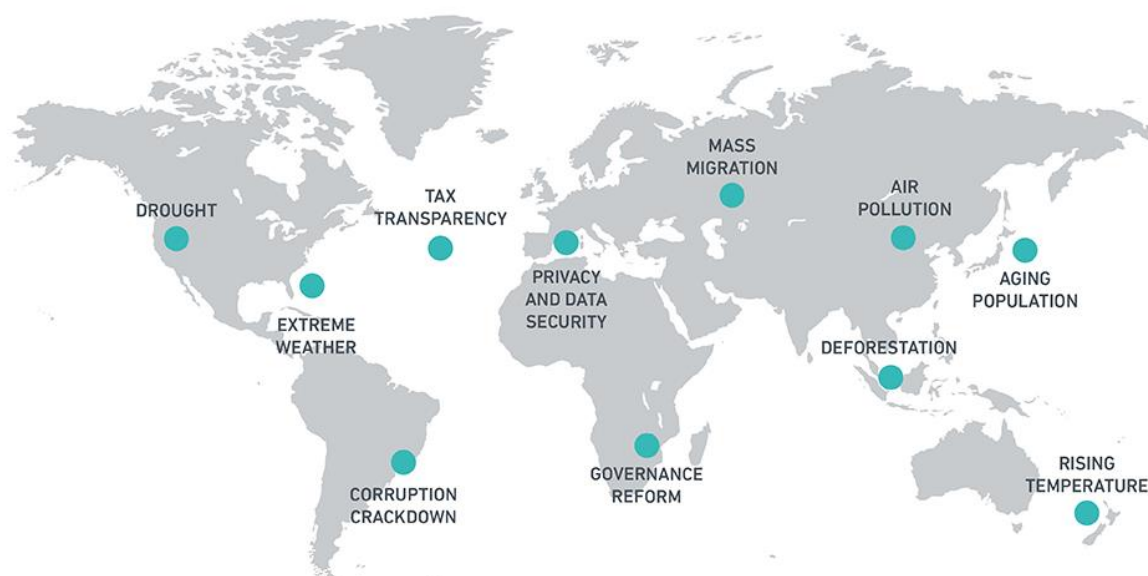 MASS
MIGRATION
AIR
POLLUTION
DROUGHT
TAX
TRANSPARENCY
PRIVACY
AND DATA
SECURITY
AGING
POPULATION
EXTREME
WEATHER
DEFORESTATION
CORRUPTION
CRACKDOWN
GOVERNANCE
REFORM
RISING
TEMPERATURE